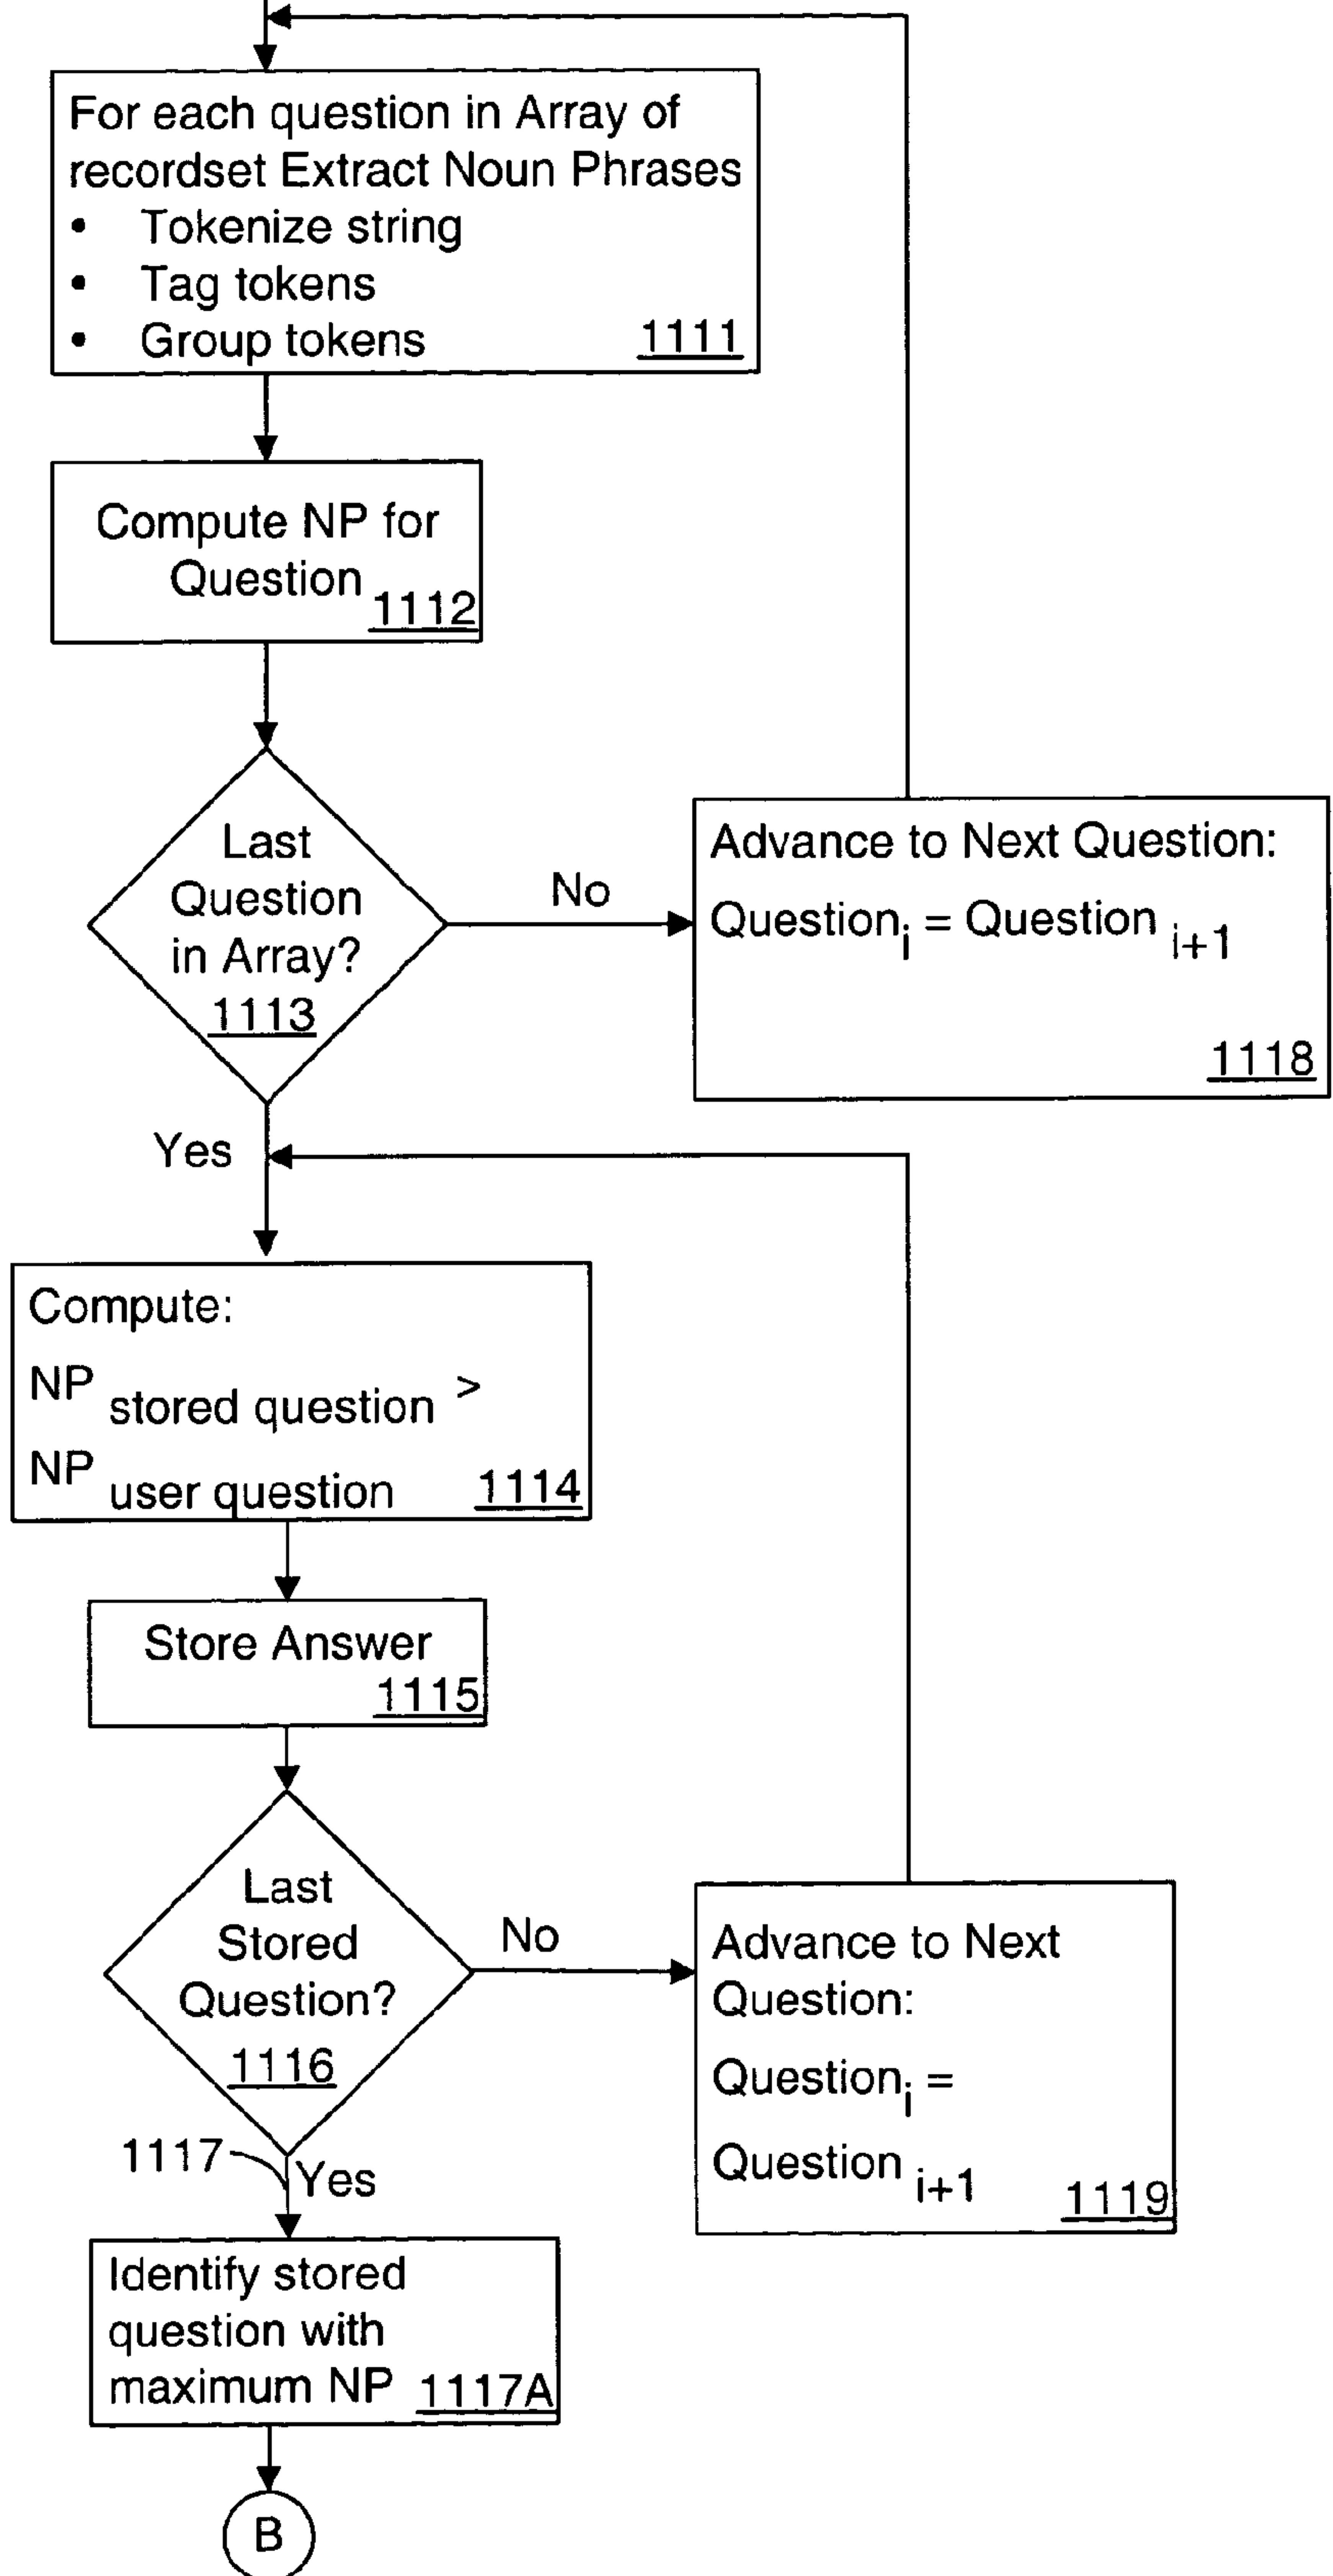 For each question in Array of
recordset Extract Noun Phrases
• Tokenize string
• Tag tokens
• Group tokens 1111
Compute NP for
Question 1112
Last
Question
in Array?
1113
No
Advance to Next Question:
Question i = Question i+1
1118
Yes
Compute:
NP stored question >
NP user question 1114
Store Answer
1115
Last
Stored
Question?
1116
No
Advance to Next
Question:
Question i =
Question i+1 1119
1117 Yes
Identify stored
question with
maximum NP 1117A
B